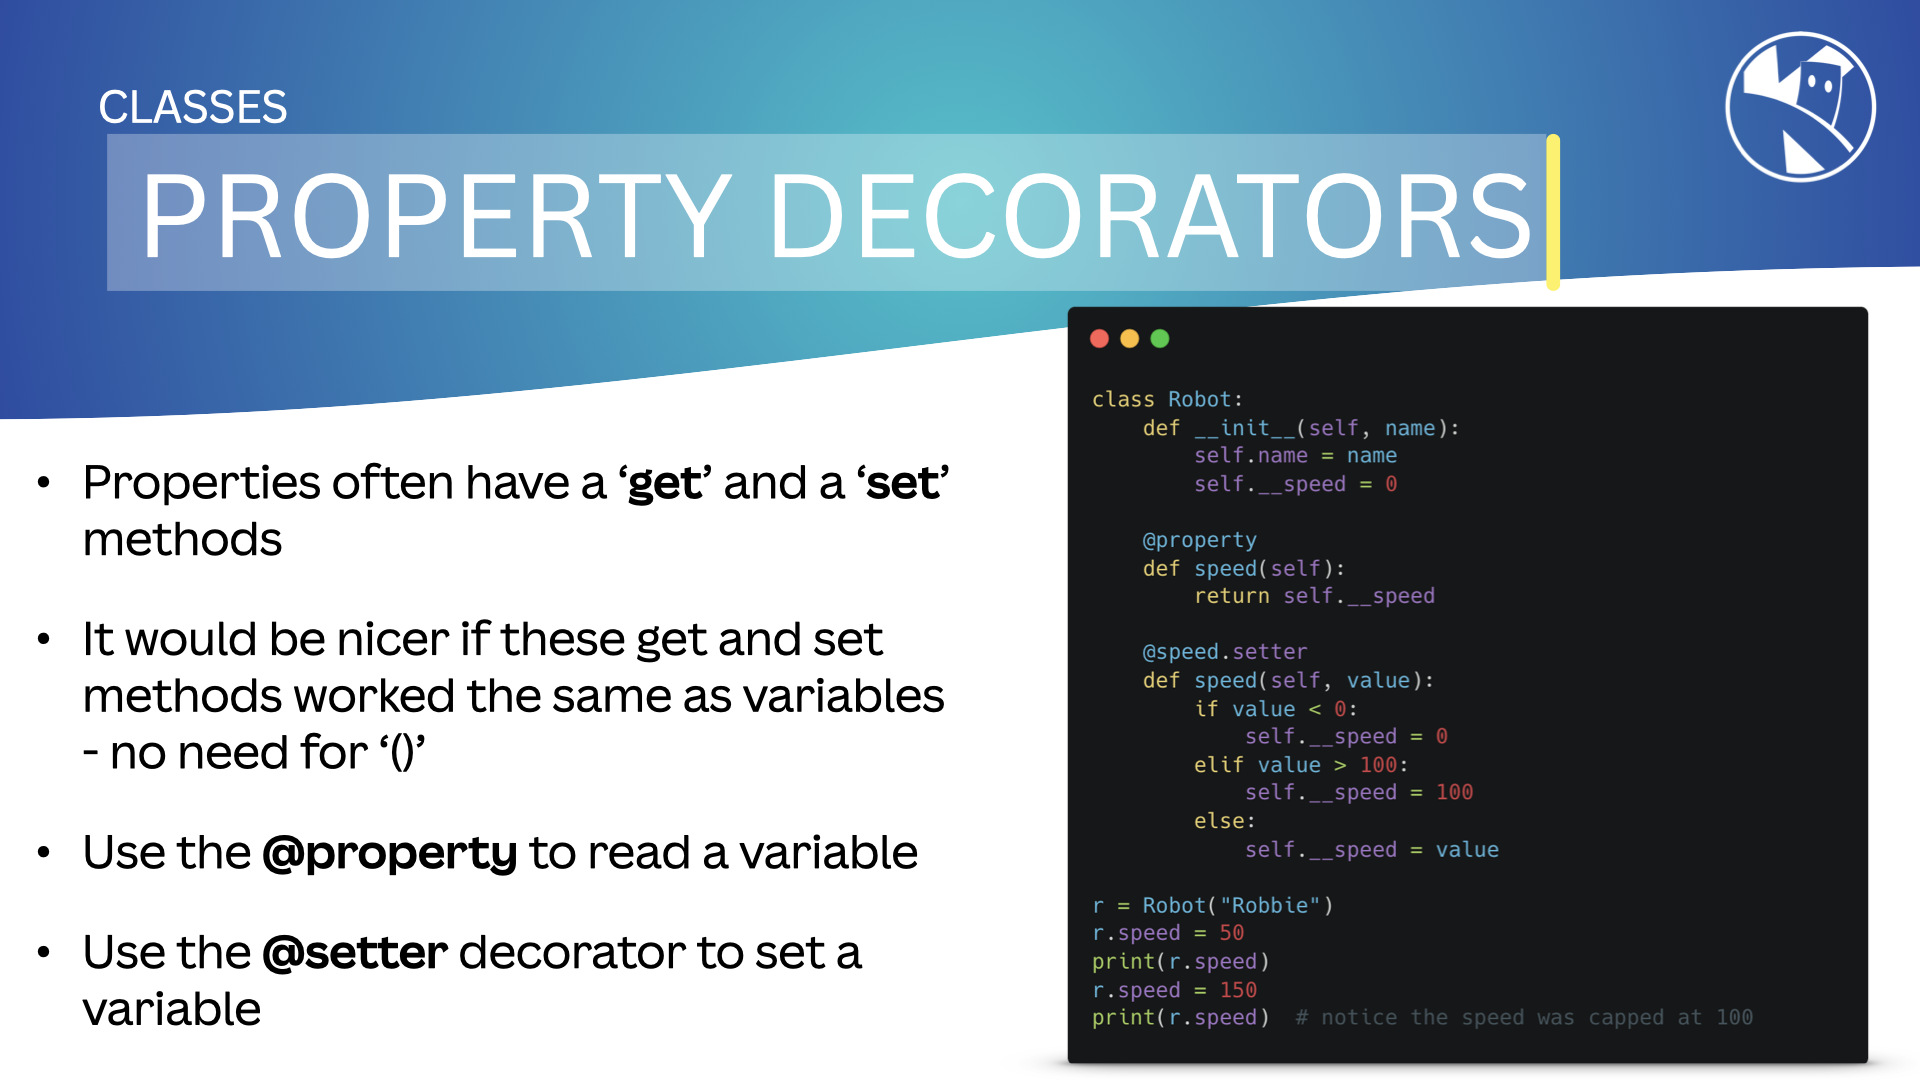 CLASSES
PROPERTY DECORATORS
• Properties often have a ‘get’ and a ‘set’
methods
• It would be nicer if these get and set
methods worked the same as variables
- no need for ‘()’
• Use the @property to read a variable
• Use the @setter decorator to set a
variable
class Robot:
    def __init__(self, name):
        self.name = name
        self.__speed = 0
    @property
    def speed(self):
        return self.__speed
    @speed.setter
    def speed(self, value):
        if value < 0:
            self.__speed = 0
        elif value > 100:
            self.__speed = 100
        else:
            self.__speed = value
r = Robot("Robbie")
r.speed = 50
print(r.speed)
r.speed = 150
print(r.speed)  # notice the speed was capped at 100